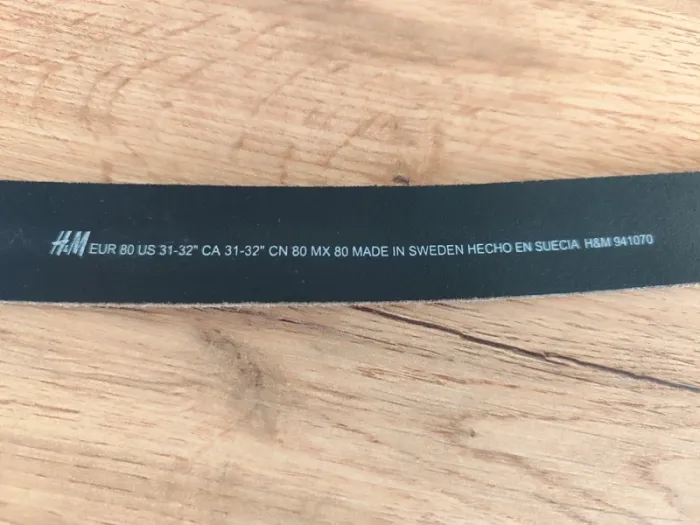 H&M EUR 80 US 31-32" CA 31-32" CN 80 MX 80 MADE IN SWEDEN HECHO EN SUECIA H&M 941070